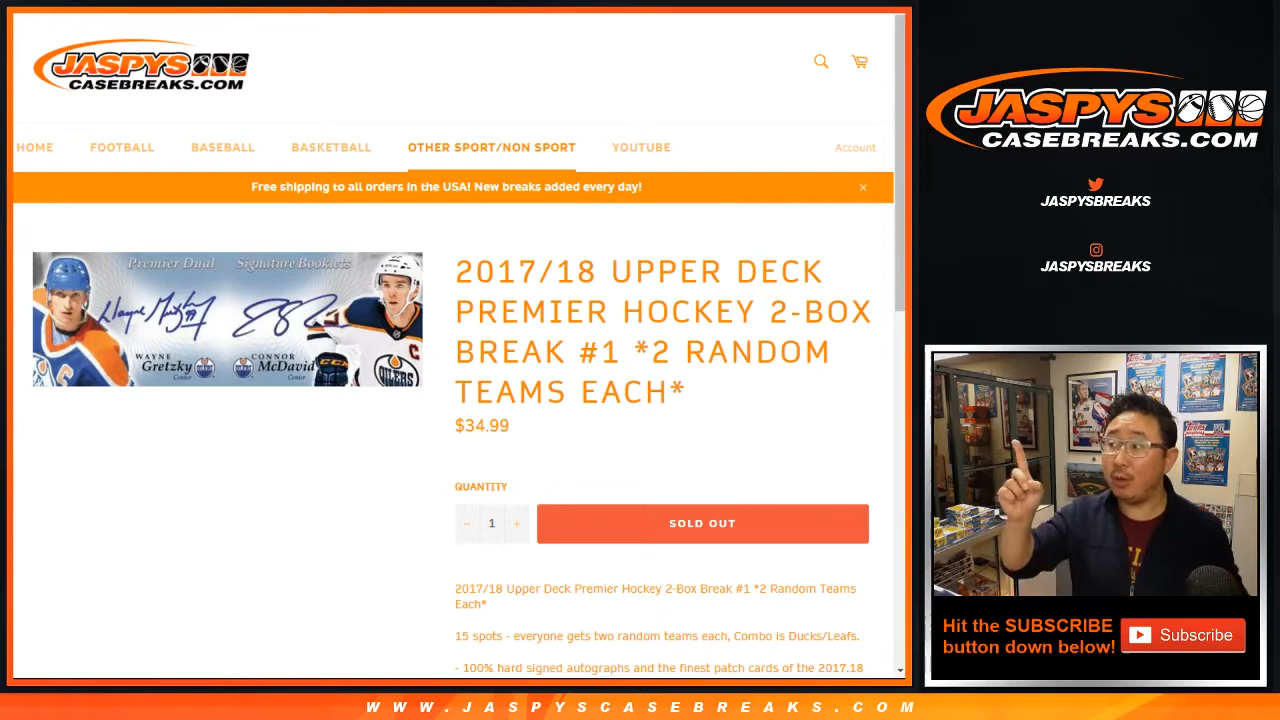 JASPYS
CASEBREAKS.COM
HOME FOOTBALL BASEBALL BASKETBALL OTHER SPORT/NON SPORT YOUTUBE Account
Free shipping to all orders in the USA! New breaks added every day! ×
Premier Dual Signature Booklets
WAYNE
Gretzky
Center
CONNOR
McDavid
Center
2017/18 UPPER DECK
PREMIER HOCKEY 2-BOX
BREAK #1 *2 RANDOM
TEAMS EACH*
$34.99
QUANTITY
− 1 +
SOLD OUT
2017/18 Upper Deck Premier Hockey 2-Box Break #1 *2 Random Teams
Each*
15 spots - everyone gets two random teams each, Combo is Ducks/Leafs.
- 100% hard signed autographs and the finest patch cards of the 2017.18
JASPYS
CASEBREAKS.COM
JASPYSBREAKS
JASPYSBREAKS
Topps
Hit the SUBSCRIBE
button down below!
Subscribe
WWW.JASPYSCASEBREAKS.COM